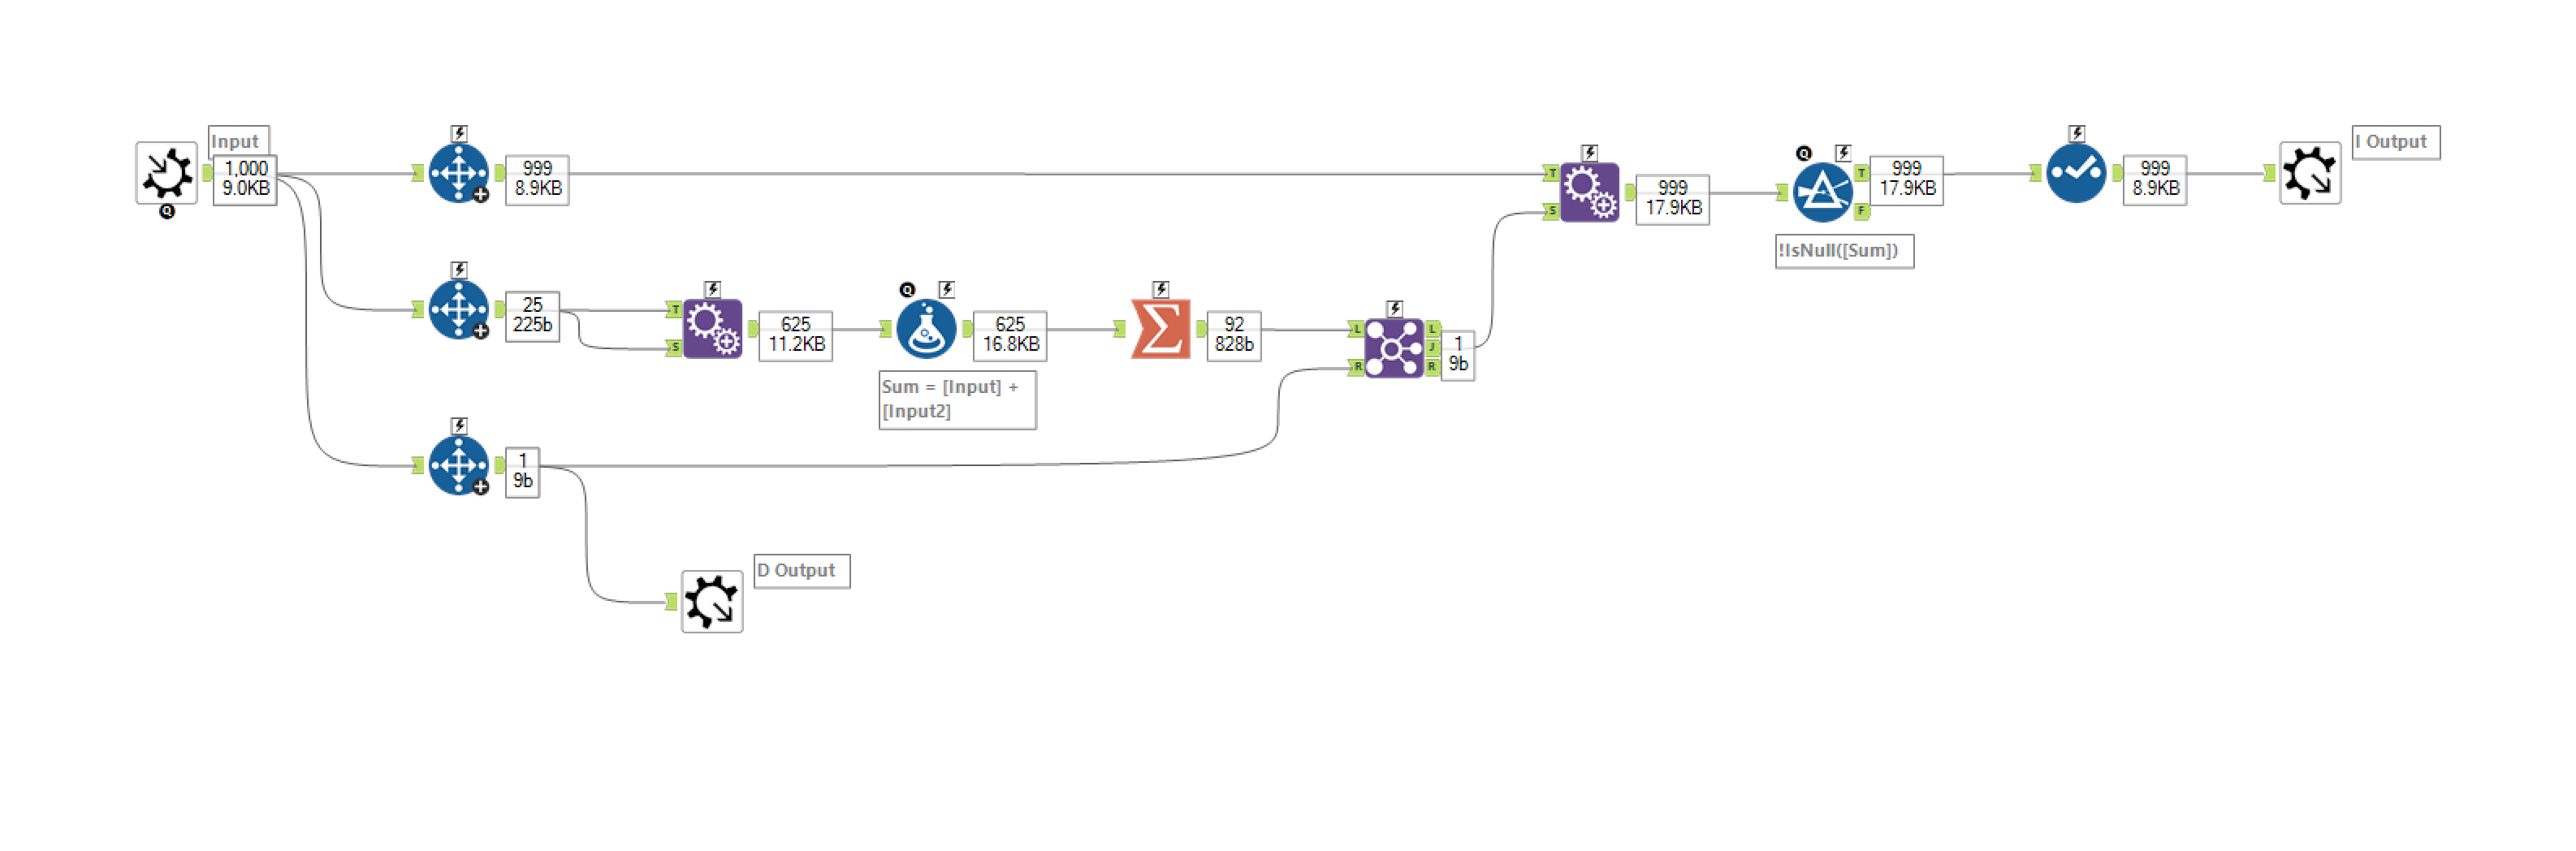 Input
1,000
9.0KB
Q
999
8.9KB
T
S
999
17.9KB
Q
T
F
999
17.9KB
!IsNull([Sum])
999
8.9KB
I Output
25
225b
T
S
625
11.2KB
Q
Sum = [Input] +
[Input2]
625
16.8KB
92
828b
L
R
L
J
R
1
9b
1
9b
D Output